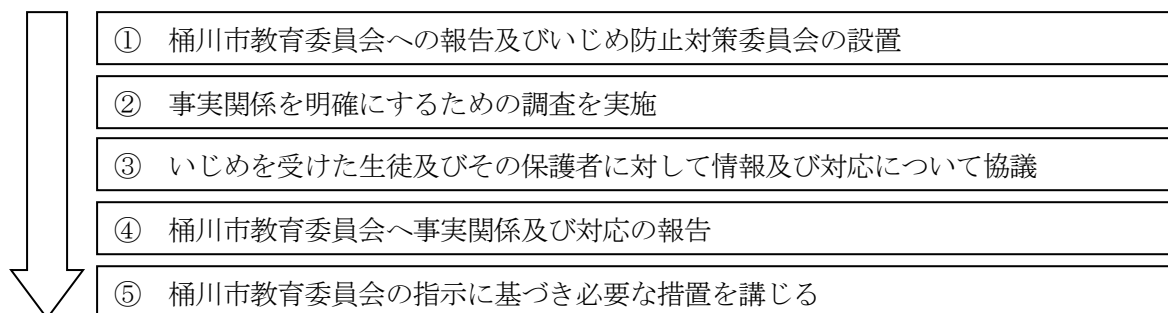 ① 桶川市教育委員会への報告及びいじめ防止対策委員会の設置
② 事実関係を明確にするための調査を実施
③ いじめを受けた生徒及びその保護者に対して情報及び対応について協議
④ 桶川市教育委員会へ事実関係及び対応の報告
⑤ 桶川市教育委員会の指示に基づき必要な措置を講じる